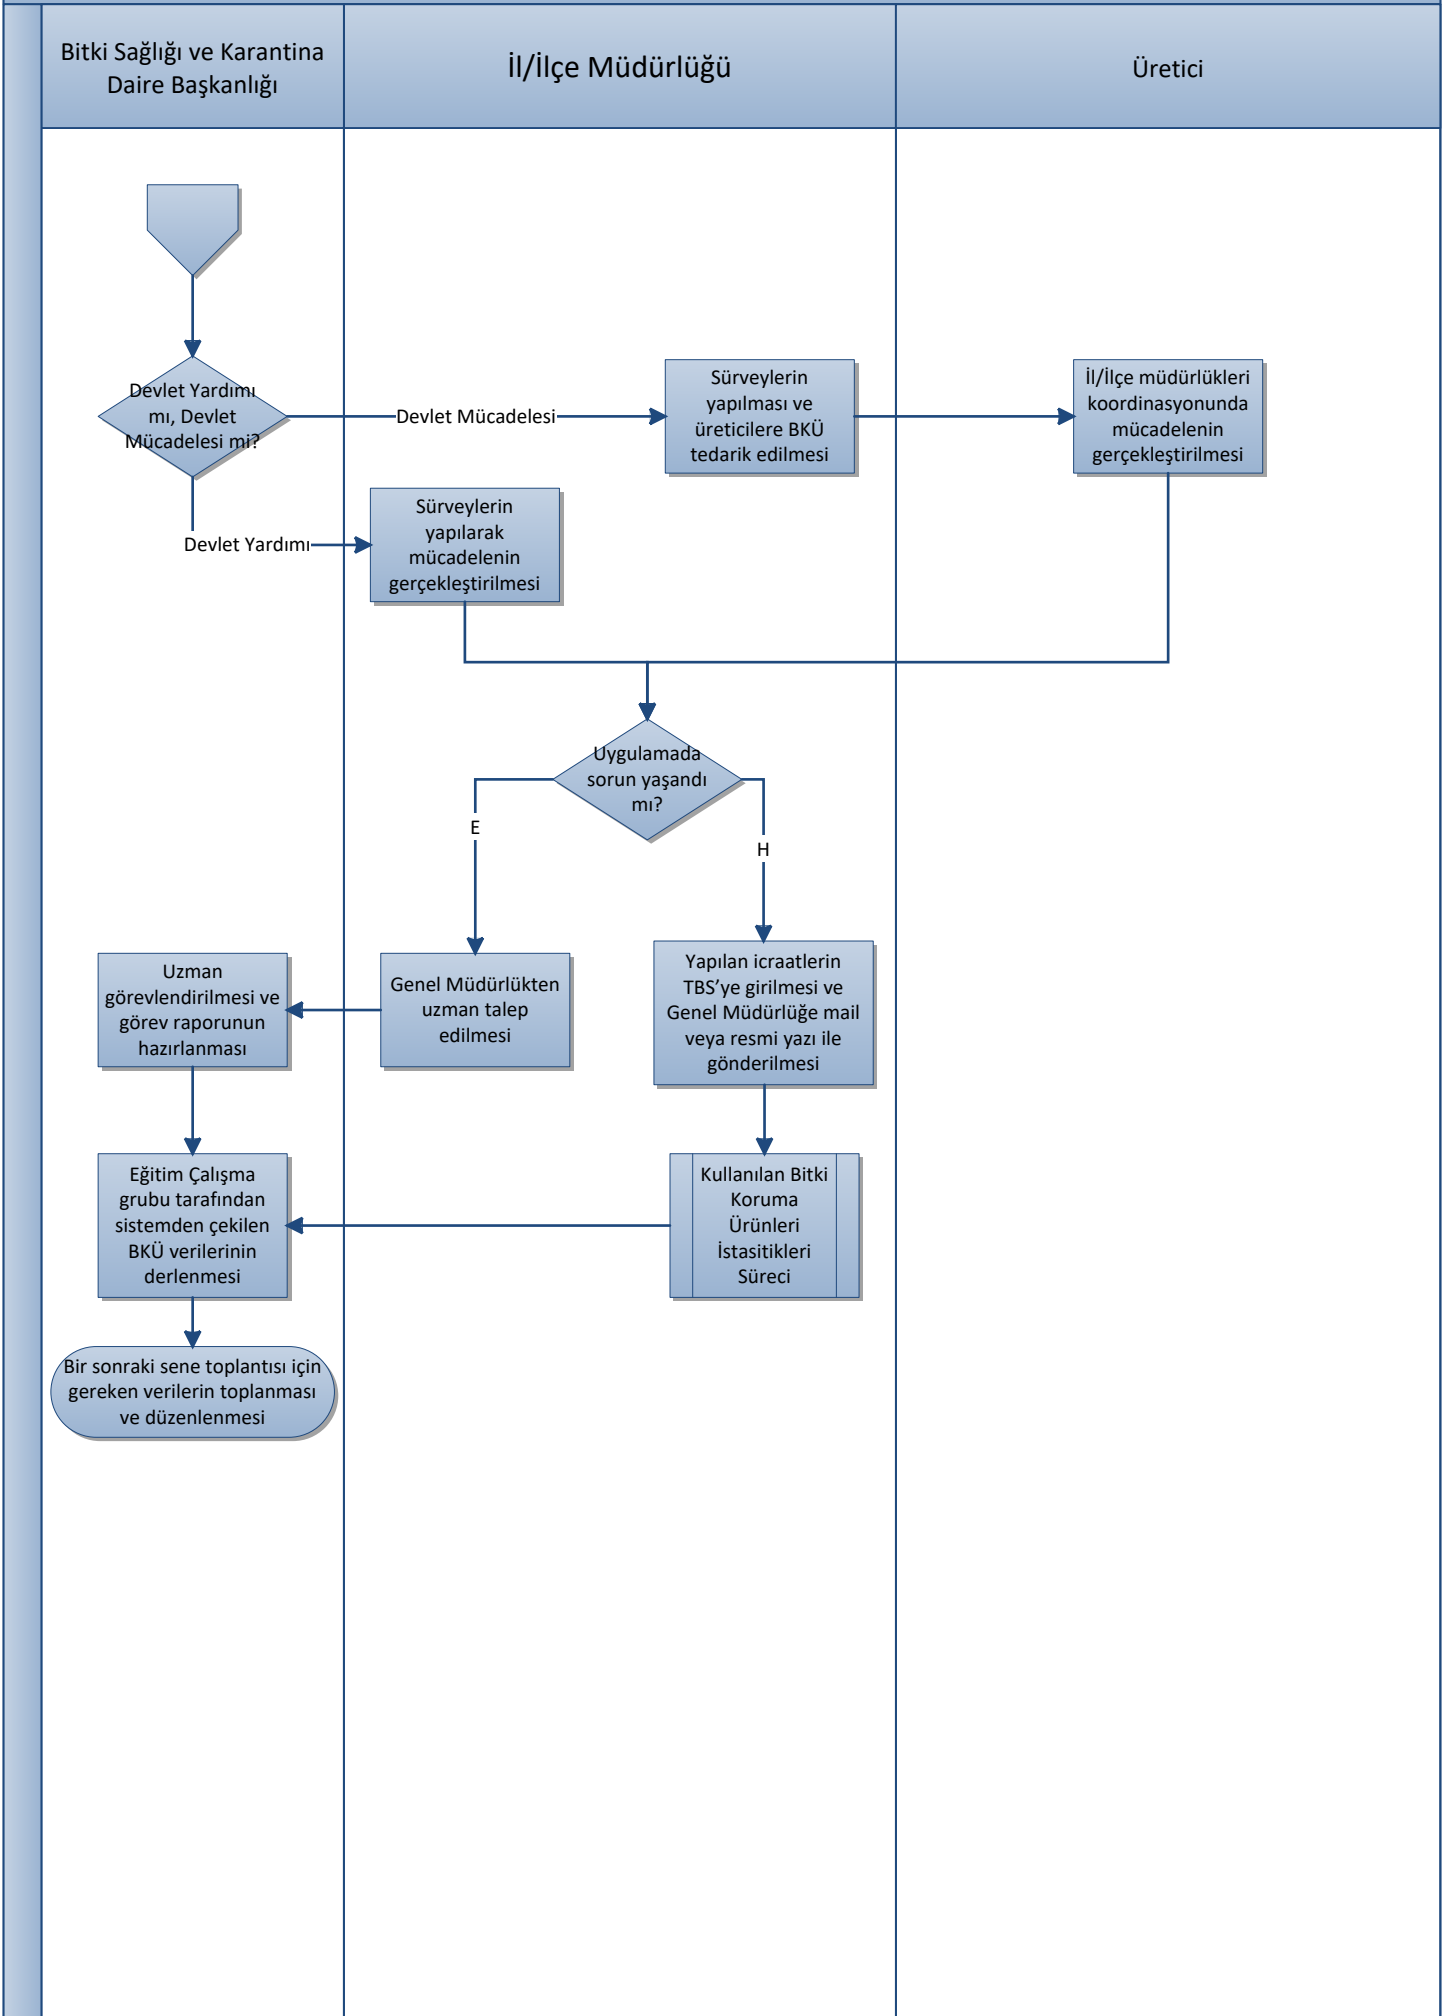 Bitki Sağlığı ve Karantina
Daire Başkanlığı
İl/İlçe Müdürlüğü
Üretici
Devlet Yardımı
mı, Devlet
Mücadelesi mi?
Devlet Mücadelesi
Sürveylerin
yapılması ve
üreticilere BKÜ
tedarik edilmesi
İl/İlçe müdürlükleri
koordinasyonunda
mücadelenin
gerçekleştirilmesi
Devlet Yardımı
Sürveylerin
yapılarak
mücadelenin
gerçekleştirilmesi
Uygulamada
sorun yaşandı
mı?
E
H
Uzman
görevlendirilmesi ve
görev raporunun
hazırlanması
Genel Müdürlükten
uzman talep
edilmesi
Yapılan icraatlerin
TBS’ye girilmesi ve
Genel Müdürlüğe mail
veya resmi yazı ile
gönderilmesi
Eğitim Çalışma
grubu tarafından
sistemden çekilen
BKÜ verilerinin
derlenmesi
Kullanılan Bitki
Koruma
Ürünleri
İstasitikleri
Süreci
Bir sonraki sene toplantısı için
gereken verilerin toplanması
ve düzenlenmesi